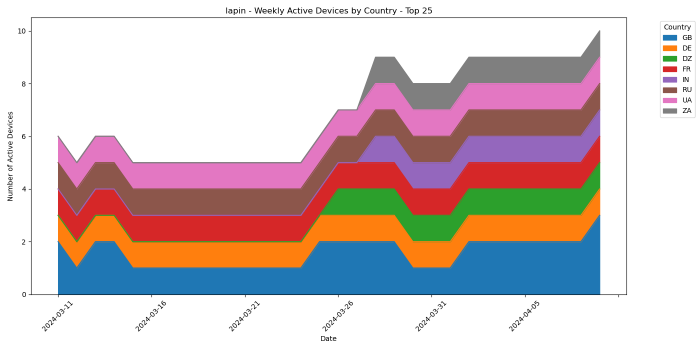 lapin - Weekly Active Devices by Country - Top 25
Number of Active Devices
10
8
6
4
2
0
2024-03-11
2024-03-16
2024-03-21
2024-03-26
2024-03-31
2024-04-05
Date
Country
GB
DE
DZ
FR
IN
RU
UA
ZA